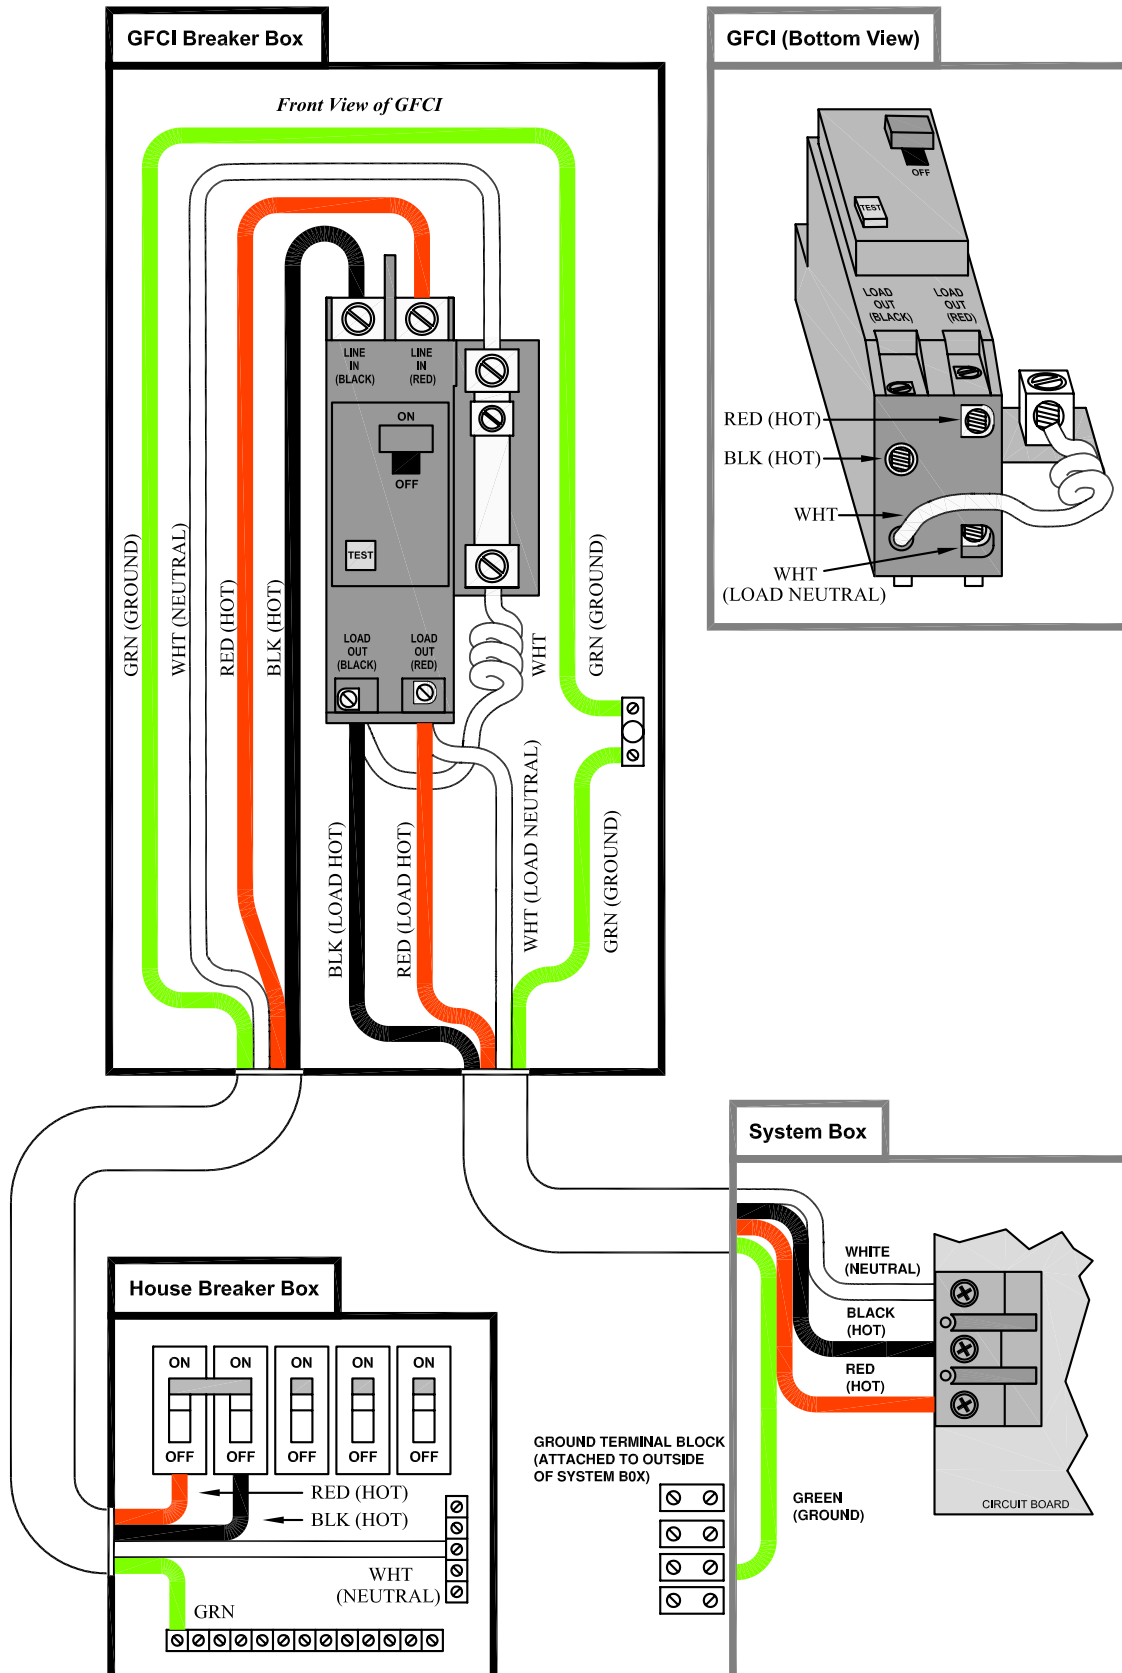 GFCI Breaker Box
Front View of GFCI
GRN (GROUND)
WHT (NEUTRAL)
RED (HOT)
BLK (HOT)
LINE
IN
(BLACK)
LINE
IN
(RED)
ON
OFF
TEST
LOAD
OUT
(BLACK)
LOAD
OUT
(RED)
WHT
GRN (GROUND)
BLK (LOAD HOT)
RED (LOAD HOT)
WHT (LOAD NEUTRAL)
GRN (GROUND)
GFCI (Bottom View)
OFF
TEST
LOAD
OUT
(BLACK)
LOAD
OUT
(RED)
RED (HOT)
BLK (HOT)
WHT
WHT
(LOAD NEUTRAL)
House Breaker Box
ON
ON
ON
ON
ON
OFF
OFF
OFF
OFF
OFF
RED (HOT)
BLK (HOT)
WHT
(NEUTRAL)
GRN
System Box
WHITE
(NEUTRAL)
BLACK
(HOT)
RED
(HOT)
GROUND TERMINAL BLOCK
(ATTACHED TO OUTSIDE
OF SYSTEM B0X)
GREEN
(GROUND)
CIRCUIT BOARD